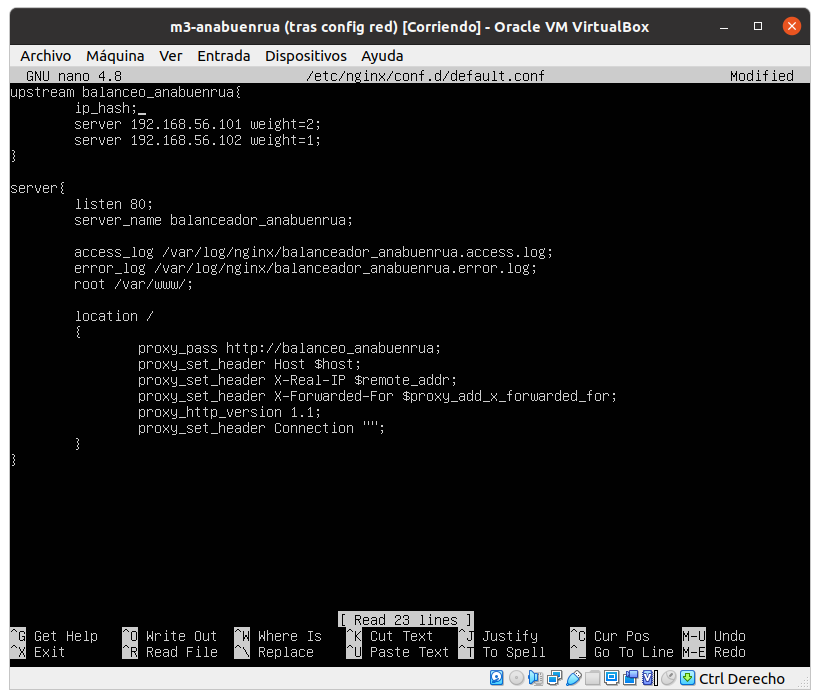 m3-anabuenrua (tras config red) [Corriendo] - Oracle VM VirtualBox
Archivo Máquina Ver Entrada Dispositivos Ayuda
GNU nano 4.8 /etc/nginx/conf.d/default.conf Modified
upstream balanceo_anabuenrua{
ip_hash;
server 192.168.56.101 weight=2;
server 192.168.56.102 weight=1;
}
server{
listen 80;
server_name balanceador_anabuenrua;
access_log /var/log/nginx/balanceador_anabuenrua.access.log;
error_log /var/log/nginx/balanceador_anabuenrua.error.log;
root /var/www/;
location /
{
proxy_pass http://balanceo_anabuenrua;
proxy_set_header Host $host;
proxy_set_header X-Real-IP $remote_addr;
proxy_set_header X-Forwarded-For $proxy_add_x_forwarded_for;
proxy_http_version 1.1;
proxy_set_header Connection "";
}
}
[ Read 23 lines ]
^G Get Help ^O Write Out ^W Where Is ^K Cut Text ^J Justify ^C Cur Pos M-U Undo
^X Exit ^R Read File ^\ Replace ^U Paste Text ^T To Spell ^_ Go To Line M-E Redo
Ctrl Derecho